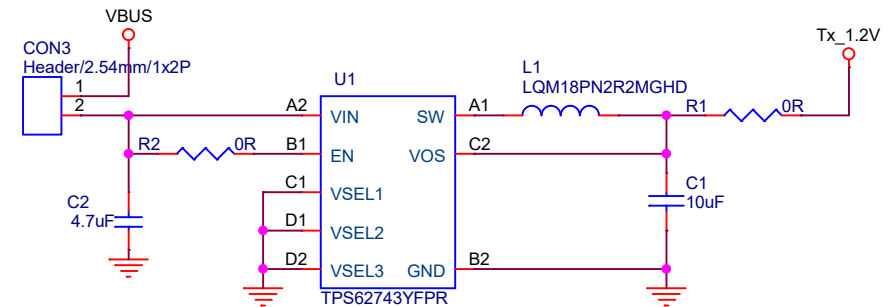 VBUS
Tx_1.2V
CON3
Header/2.54mm/1x2P
1
2
U1
L1
LQM18PN2R2MGHD
A2
VIN
SW
A1
R1
0R
R2
0R
B1
EN
VOS
C2
C1
VSEL1
C1
10uF
C2
4.7uF
D1
VSEL2
D2
VSEL3
GND
B2
TPS62743YFPR